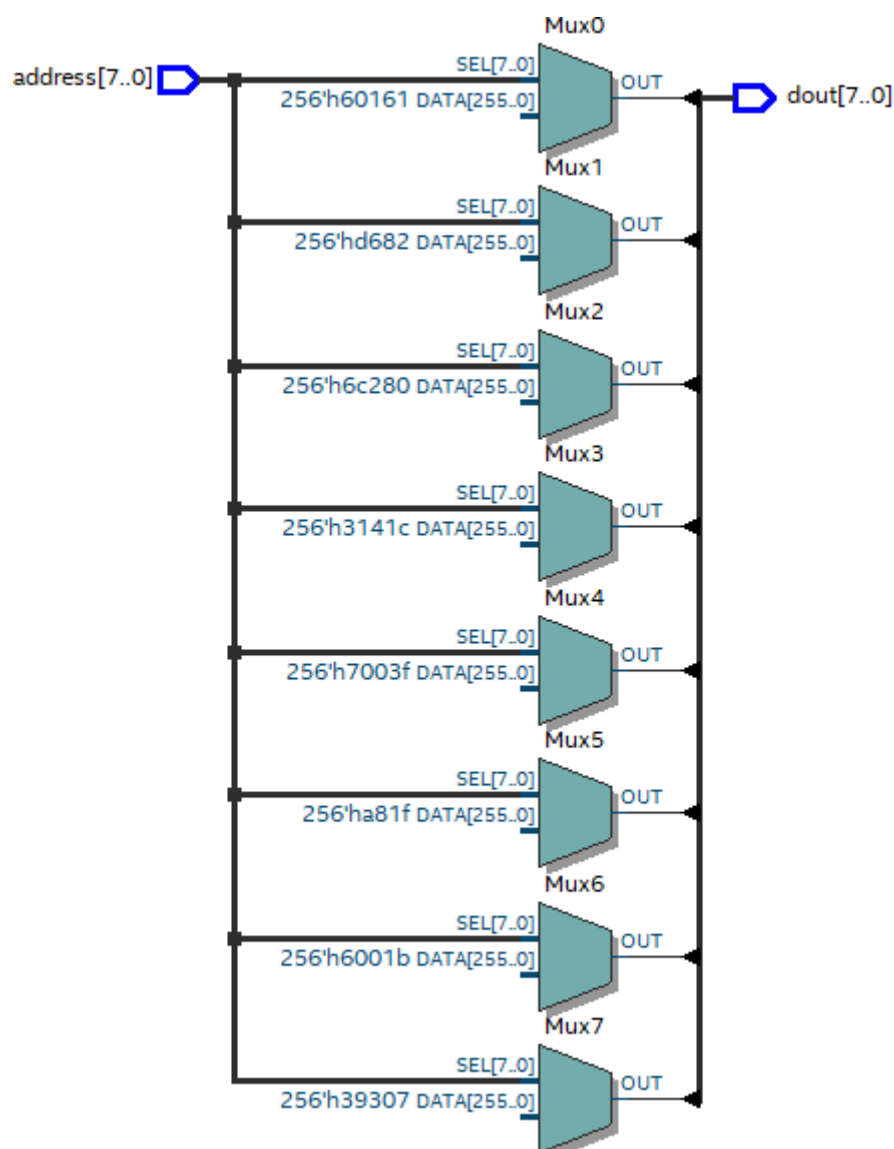 Mux0
address[7..0]
SEL[7..0]
256'h60161 DATA[255..0]
OUT
dout[7..0]
Mux1
SEL[7..0]
256'hd682 DATA[255..0]
OUT
Mux2
SEL[7..0]
256'h6c280 DATA[255..0]
OUT
Mux3
SEL[7..0]
256'h3141c DATA[255..0]
OUT
Mux4
SEL[7..0]
256'h7003f DATA[255..0]
OUT
Mux5
SEL[7..0]
256'ha81f DATA[255..0]
OUT
Mux6
SEL[7..0]
256'h6001b DATA[255..0]
OUT
Mux7
SEL[7..0]
256'h39307 DATA[255..0]
OUT